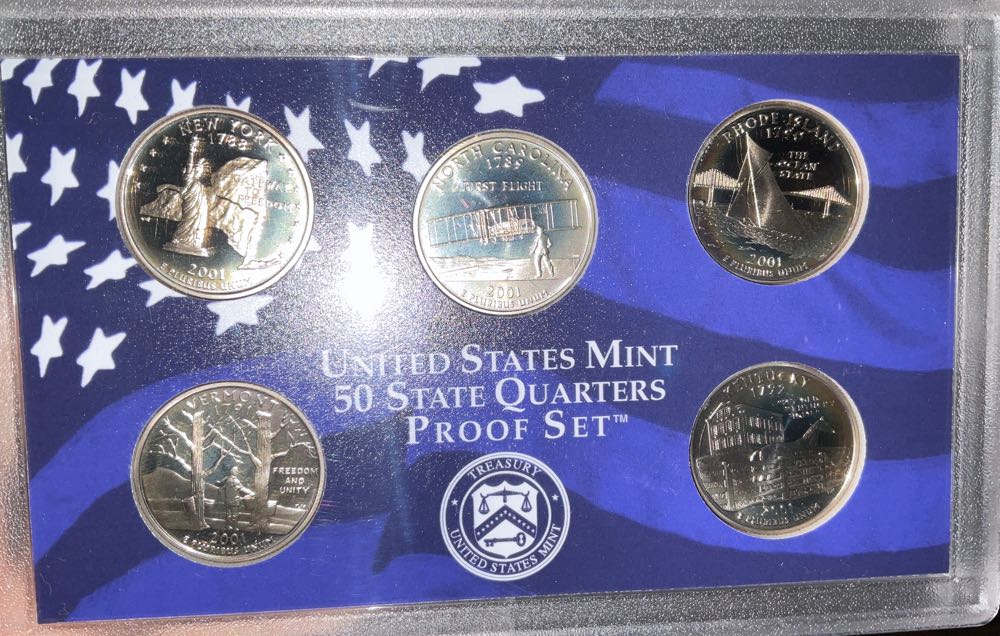 NEW YORK
1788
GATEWAY
TO
FREEDOM
2001
E PLURIBUS UNUM
NORTH CAROLINA
1789
FIRST FLIGHT
2001
E PLURIBUS UNUM
RHODE ISLAND
1790
THE
OCEAN
STATE
2001
E PLURIBUS UNUM
UNITED STATES MINT
50 STATE QUARTERS
PROOF SET™
VERMONT
1791
FREEDOM
AND
UNITY
2001
E PLURIBUS UNUM
TREASURY
UNITED STATES MINT
KENTUCKY
1792
2001
E PLURIBUS UNUM